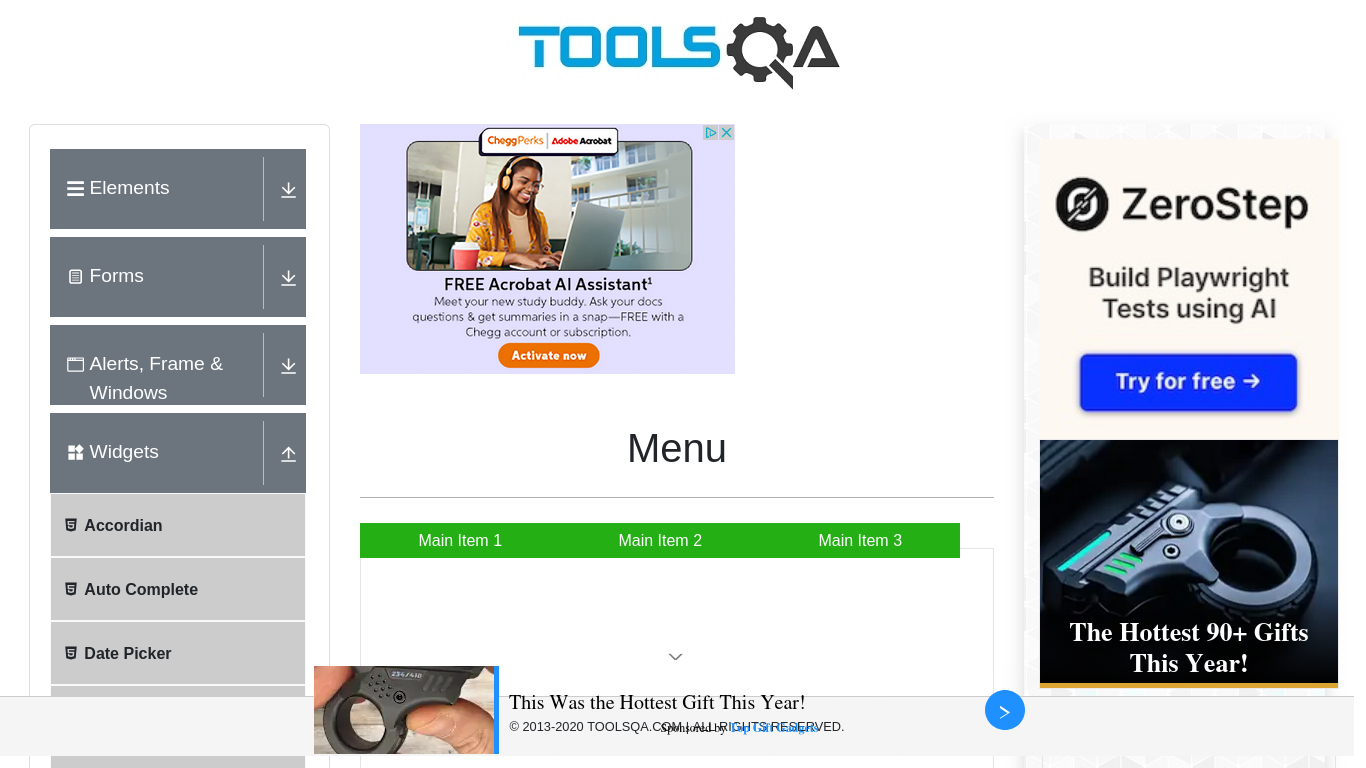 TOOLSQA
Elements
Forms
Alerts, Frame &
Windows
Widgets
Accordian
Auto Complete
Date Picker
CheggPerks | Adobe Acrobat
FREE Acrobat AI Assistant¹
Meet your new study buddy. Ask your docs
questions & get summaries in a snap—FREE with a
Chegg account or subscription.
Activate now
Menu
Main Item 1
Main Item 2
Main Item 3
ZeroStep
Build Playwright
Tests using AI
Try for free →
The Hottest 90+ Gifts
This Year!
This Was the Hottest Gift This Year!
© 2013-2020 TOOLSQA.COM | ALL RIGHTS RESERVED.
Sponsored by Top Gift Gadgets